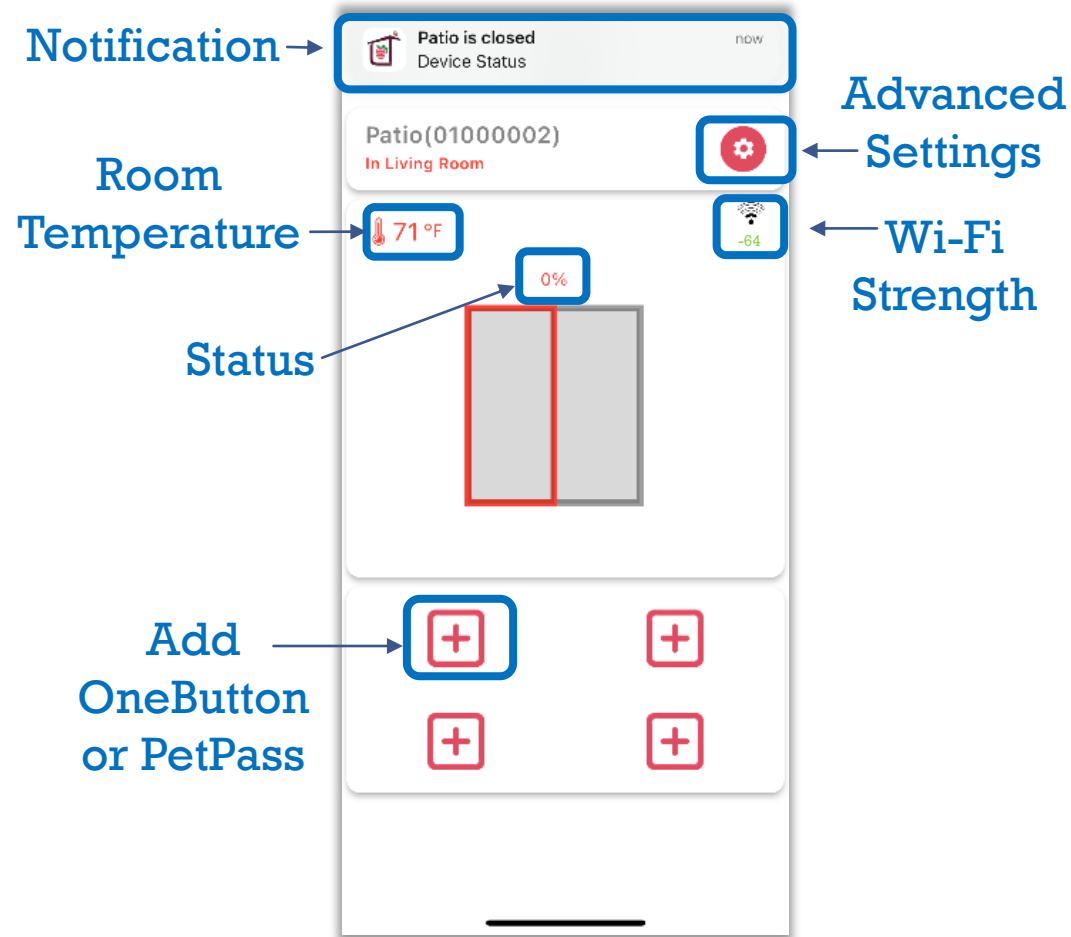 Notification
Patio is closed
now
Device Status
Advanced
Settings
Patio(01000002)
In Living Room
Room
Temperature
71 °F
-64
Wi-Fi
Strength
0%
Status
Add
OneButton
or PetPass